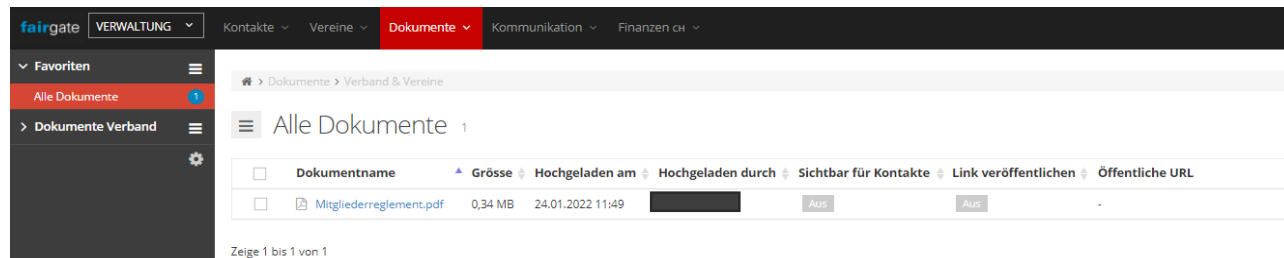 fairgate VERWALTUNG Kontakte Vereine Dokumente Kommunikation Finanzen CH
Favoriten
Dokumente > Verband & Vereine
Alle Dokumente 1
Dokumente Verband
Alle Dokumente 1
Dokumentname Grösse Hochgeladen am Hochgeladen durch Sichtbar für Kontakte Link veröffentlichen Öffentliche URL
Mitgliederreglement.pdf 0,34 MB 24.01.2022 11:49 Aus Aus -
Zeige 1 bis 1 von 1